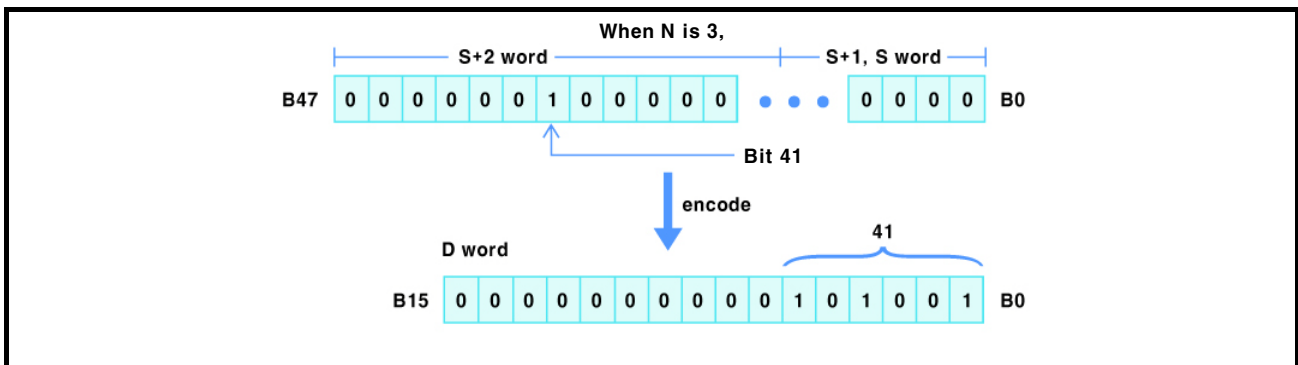 When N is 3,
S+2 word S+1, S word
B47 0 0 0 0 0 0 1 0 0 0 0 0 0 0 0 0 B0
Bit 41
encode
41
D word
B15 0 0 0 0 0 0 0 0 0 0 1 0 1 0 0 1 B0